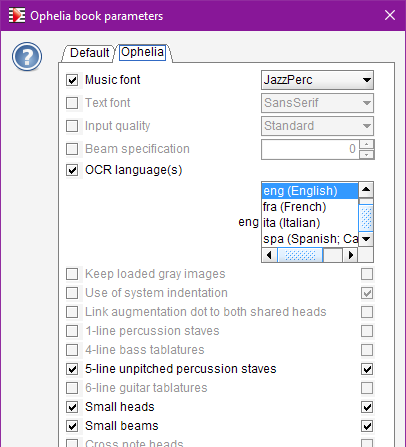 Ophelia book parameters
Default Ophelia
Music font JazzPerc
Text font SansSerif
Input quality Standard
Beam specification 0
OCR language(s)
eng (English)
fra (French)
eng ita (Italian)
spa (Spanish; Ca
Keep loaded gray images
Use of system indentation
Link augmentation dot to both shared heads
1-line percussion staves
4-line bass tablatures
5-line unpitched percussion staves
6-line guitar tablatures
Small heads
Small beams
Cross note heads